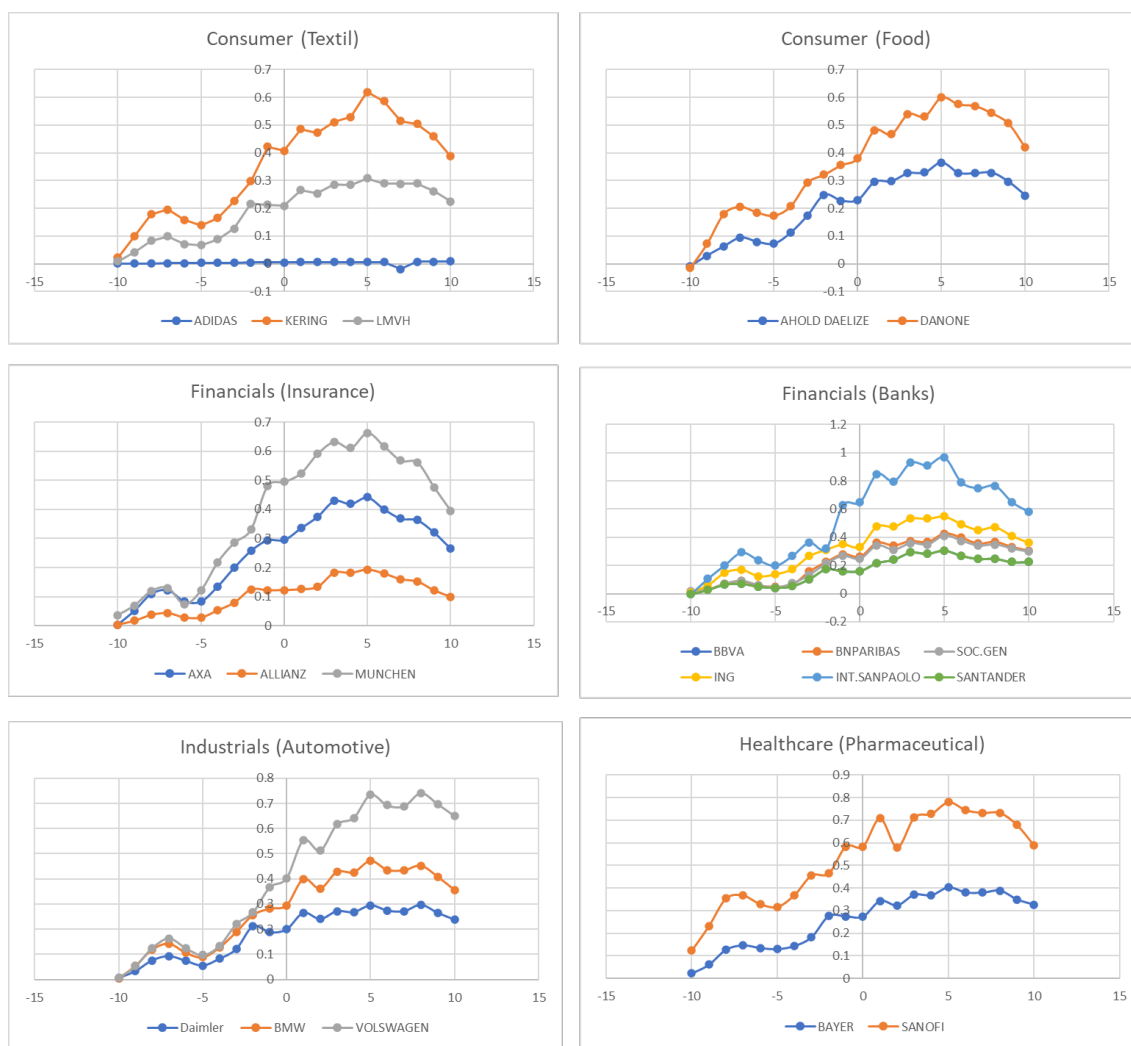 Consumer (Textil)
0.7
0.6
0.5
0.4
0.3
0.2
0.1
0
-0.1
-15 -10 -5 0 5 10 15
ADIDAS KERING LMVH
Consumer (Food)
0.7
0.6
0.5
0.4
0.3
0.2
0.1
0
-0.1
-15 -10 -5 0 5 10 15
AHOLD DAELIZE DANONE
Financials (Insurance)
0.7
0.6
0.5
0.4
0.3
0.2
0.1
0
-15 -10 -5 0 5 10 15
AXA ALLIANZ MUNCHEN
Financials (Banks)
1.2
1
0.8
0.6
0.4
0.2
0
-0.2
-15 -10 -5 0 5 10 15
BBVA BNPARIBAS SOC.GEN
ING INT.SANPAOLO SANTANDER
Industrials (Automotive)
0.8
0.7
0.6
0.5
0.4
0.3
0.2
0.1
0
-15 -10 -5 0 5 10 15
Daimler BMW VOLSWAGEN
Healthcare (Pharmaceutical)
0.9
0.8
0.7
0.6
0.5
0.4
0.3
0.2
0.1
0
-15 -10 -5 0 5 10 15
BAYER SANOFI